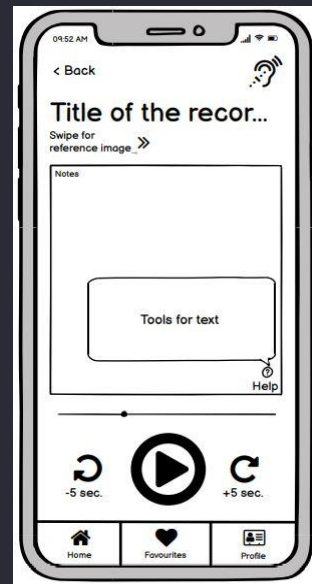 09:52 AM
< Back
Title of the recor...
Swipe for
reference image_»
Notes
Tools for text
?
Help
-5 sec.
+5 sec.
Home
Favourites
Profile